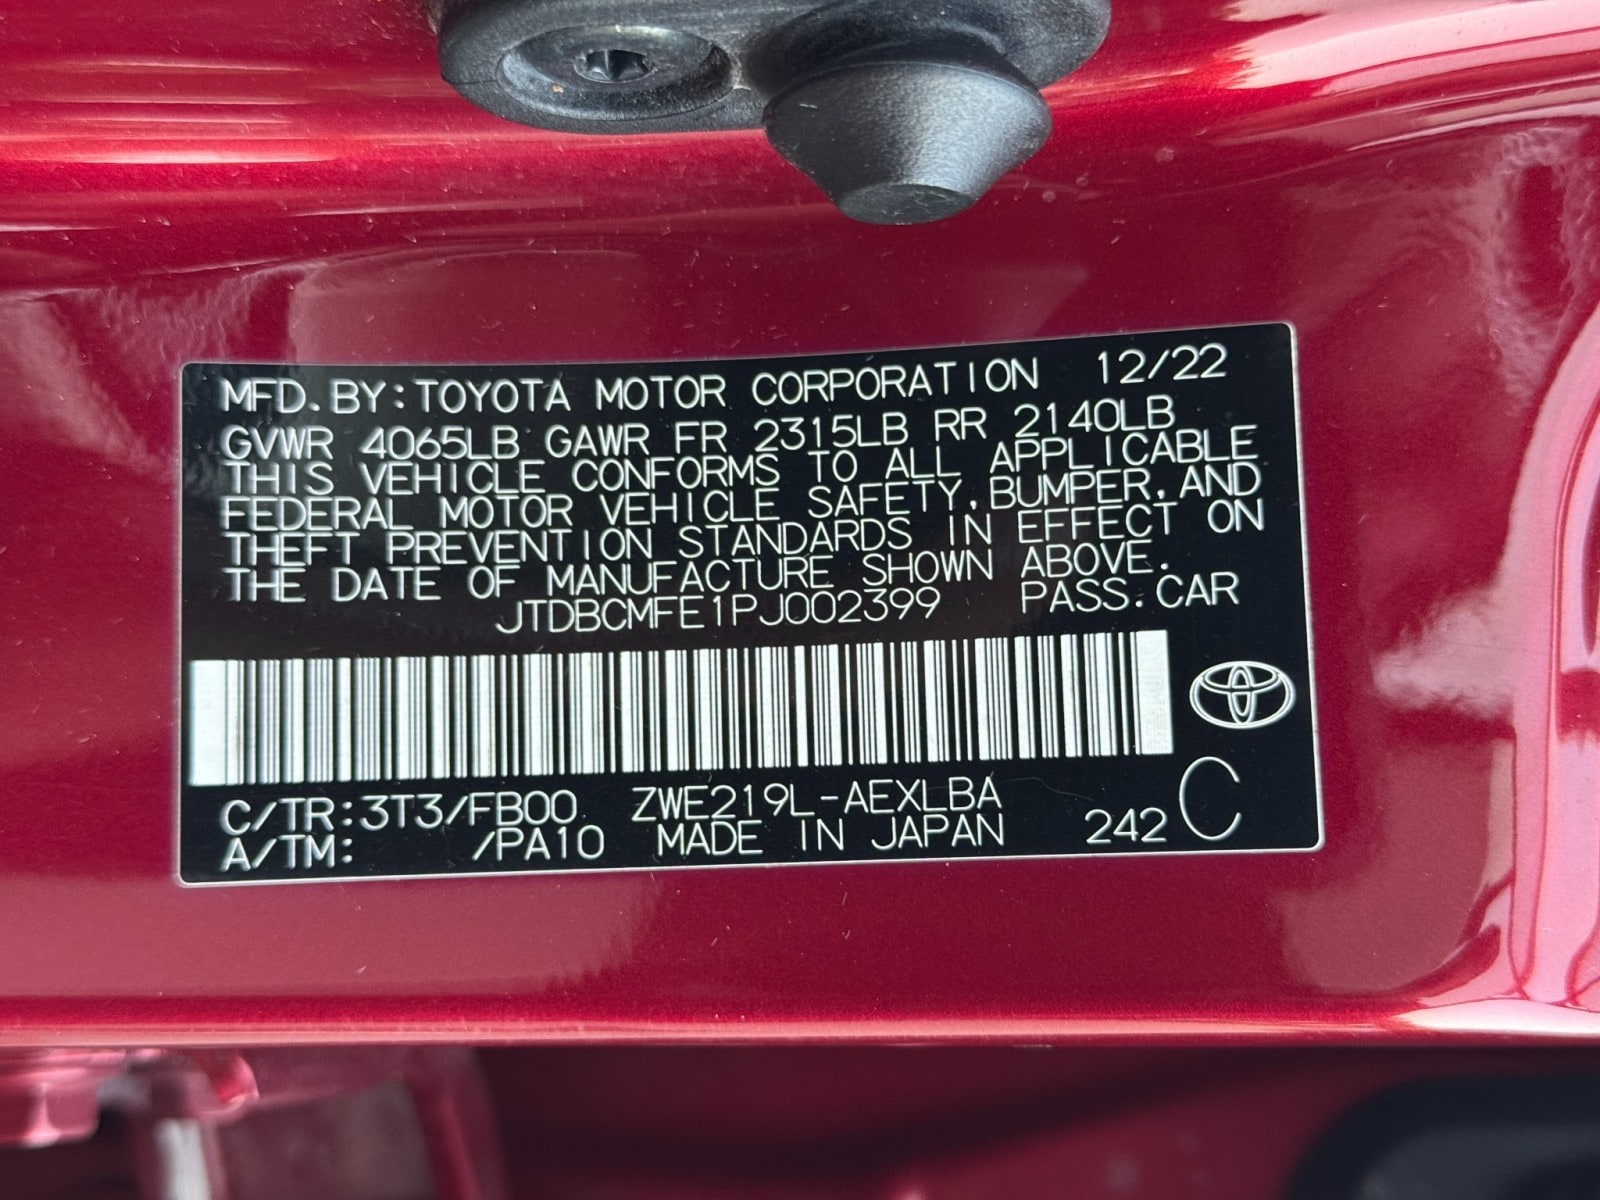 MFD.BY:TOYOTA MOTOR CORPORATION 12/22
GVWR 4065LB GAWR FR 2315LB RR 2140LB
THIS VEHICLE CONFORMS TO ALL APPLICABLE
FEDERAL MOTOR VEHICLE SAFETY,BUMPER,AND
THEFT PREVENTION STANDARDS IN EFFECT ON
THE DATE OF MANUFACTURE SHOWN ABOVE.
JTDBCMFE1PJ002399 PASS.CAR
C/TR:3T3/FB00 ZWE219L-AEXLBA
A/TM: /PA10 MADE IN JAPAN 242 C